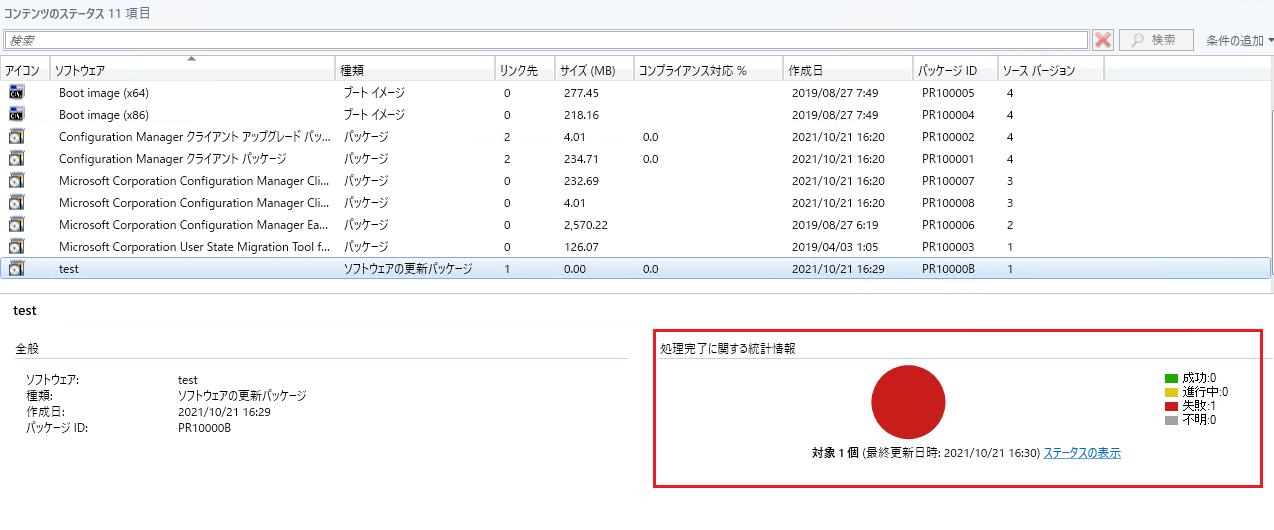 コンテンツのステータス 11 項目
検索 検索 条件の追加
アイコン ソフトウェア 種類 リンク先 サイズ (MB) コンプライアンス対応 % 作成日 パッケージ ID ソース バージョン
Boot image (x64) ブート イメージ 0 277.45 2019/08/27 7:49 PR100005 4
Boot image (x86) ブート イメージ 0 218.16 2019/08/27 7:49 PR100004 4
Configuration Manager クライアント アップグレード パッ... パッケージ 2 4.01 0.0 2021/10/21 16:20 PR100002 4
Configuration Manager クライアント パッケージ パッケージ 2 234.71 0.0 2021/10/21 16:20 PR100001 4
Microsoft Corporation Configuration Manager Cli... パッケージ 0 232.69 2021/10/21 16:20 PR100007 3
Microsoft Corporation Configuration Manager Cli... パッケージ 0 4.01 2021/10/21 16:20 PR100008 3
Microsoft Corporation Configuration Manager Ea... パッケージ 0 2,570.22 2019/08/27 6:19 PR100006 2
Microsoft Corporation User State Migration Tool f... パッケージ 0 126.07 2019/04/03 1:05 PR100003 1
test ソフトウェアの更新パッケージ 1 0.00 0.0 2021/10/21 16:29 PR10000B 1
test
全般
ソフトウェア: test
種類: ソフトウェアの更新パッケージ
作成日: 2021/10/21 16:29
パッケージ ID: PR10000B
処理完了に関する統計情報
成功:0
進行中:0
失敗:1
不明:0
対象 1 個 (最終更新日時: 2021/10/21 16:30) ステータスの表示